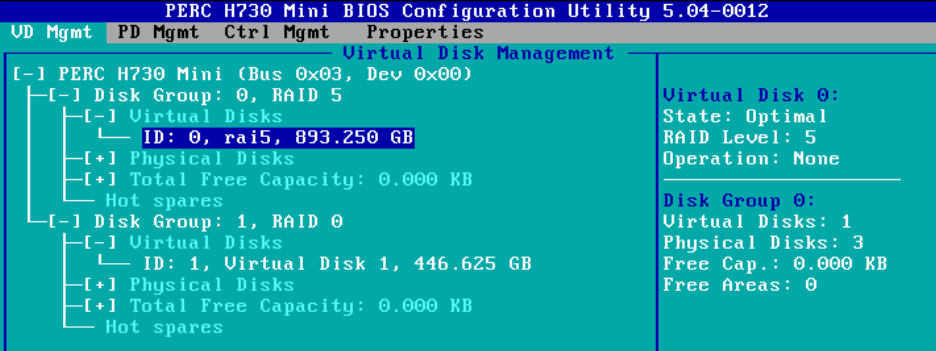 PERC H730 Mini BIOS Configuration Utility 5.04-0012
VD Mgmt PD Mgmt Ctrl Mgmt Properties
Virtual Disk Management
[-] PERC H730 Mini (Bus 0x03, Dev 0x00)
[-] Disk Group: 0, RAID 5
[-] Virtual Disks
ID: 0, rai5, 893.250 GB
[+] Physical Disks
[+] Total Free Capacity: 0.000 KB
Hot spares
[-] Disk Group: 1, RAID 0
[-] Virtual Disks
ID: 1, Virtual Disk 1, 446.625 GB
[+] Physical Disks
[+] Total Free Capacity: 0.000 KB
Hot spares
Virtual Disk 0:
State: Optimal
RAID Level: 5
Operation: None
Disk Group 0:
Virtual Disks: 1
Physical Disks: 3
Free Cap.: 0.000 KB
Free Areas: 0